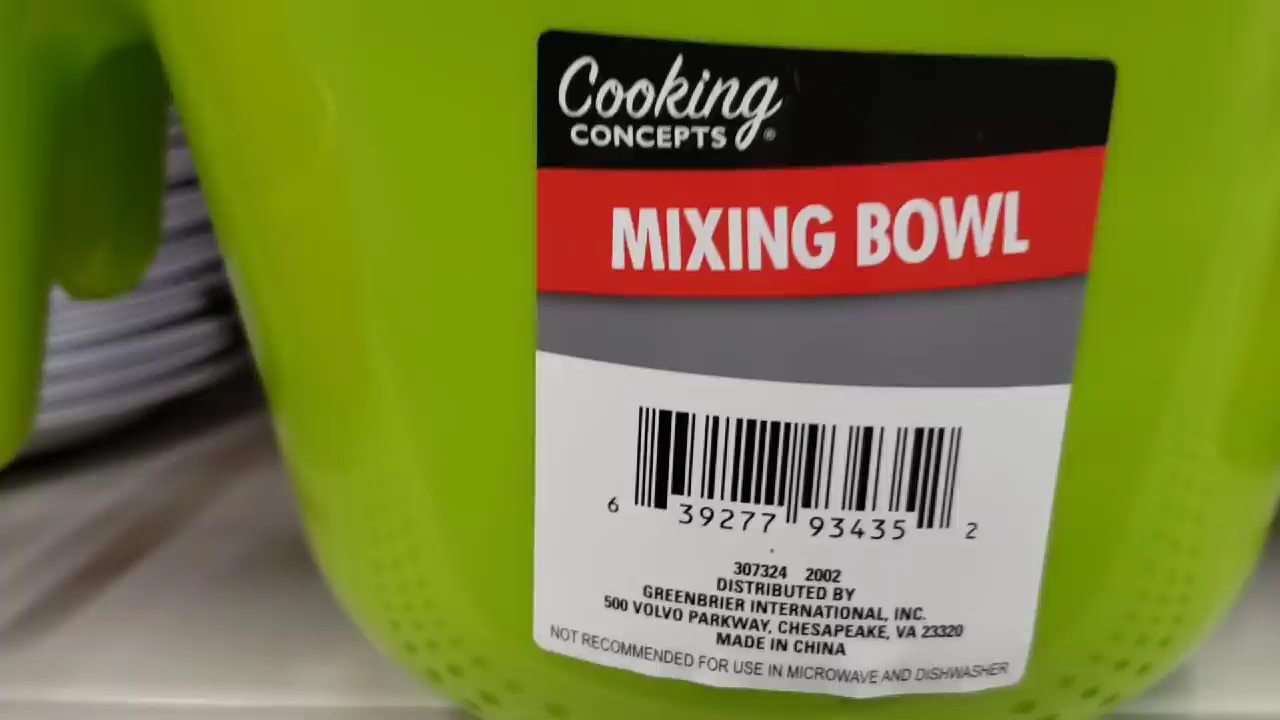 Cooking
CONCEPTS®
MIXING BOWL
6 39277 93435 2
307324 2002
DISTRIBUTED BY
GREENBRIER INTERNATIONAL, INC.
500 VOLVO PARKWAY, CHESAPEAKE, VA 23320
MADE IN CHINA
NOT RECOMMENDED FOR USE IN MICROWAVE AND DISHWASHER